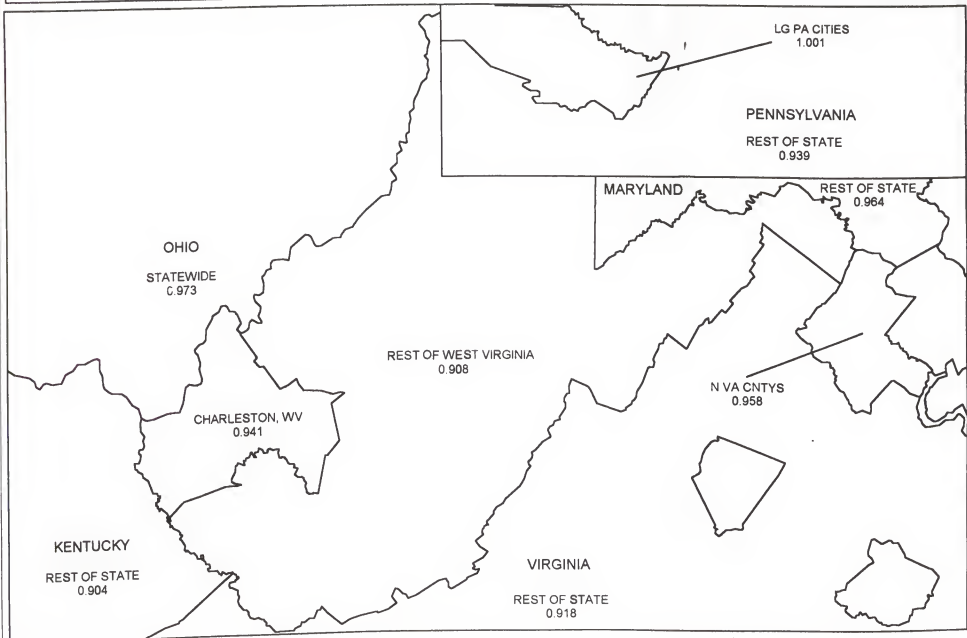 LG PA CITIES
1.001
PENNSYLVANIA
REST OF STATE
0.939
MARYLAND
REST OF STATE
0.964
OHIO
STATEWIDE
0.973
REST OF WEST VIRGINIA
0.908
N VA CNTYS
0.958
CHARLESTON, WV
0.941
KENTUCKY
REST OF STATE
0.904
VIRGINIA
REST OF STATE
0.918